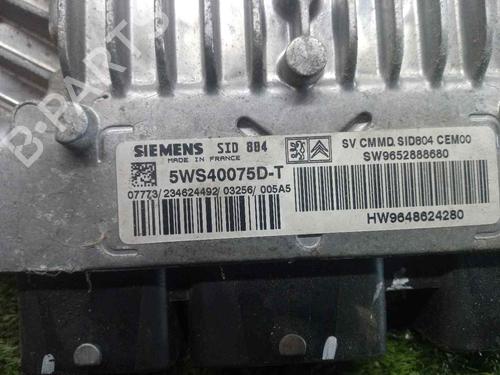 B-PARTS
SIEMENS SID 804
MADE IN FRANCE
5WS40075D-T
07773/234624492/03256/005A5
SV CMMD. SID804 CEM00
SW9652888680
HW9648624280